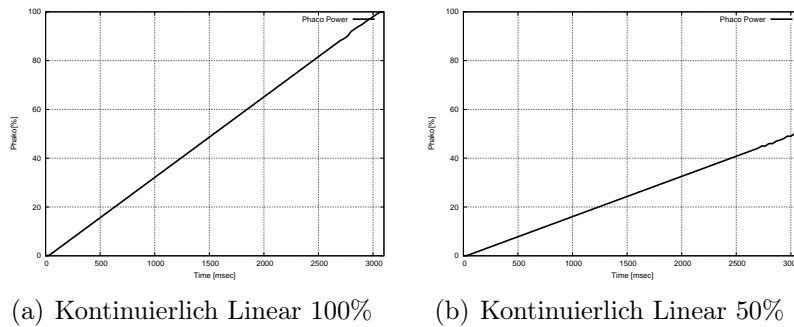 100
80
60
40
20
0
Phako[%]
0 500 1000 1500 2000 2500 3000
Time [msec]
Phaco Power
(a) Kontinuierlich Linear 100%
100
80
60
40
20
0
Phako[%]
0 500 1000 1500 2000 2500 300
Time [msec]
Phaco Power
(b) Kontinuierlich Linear 50%